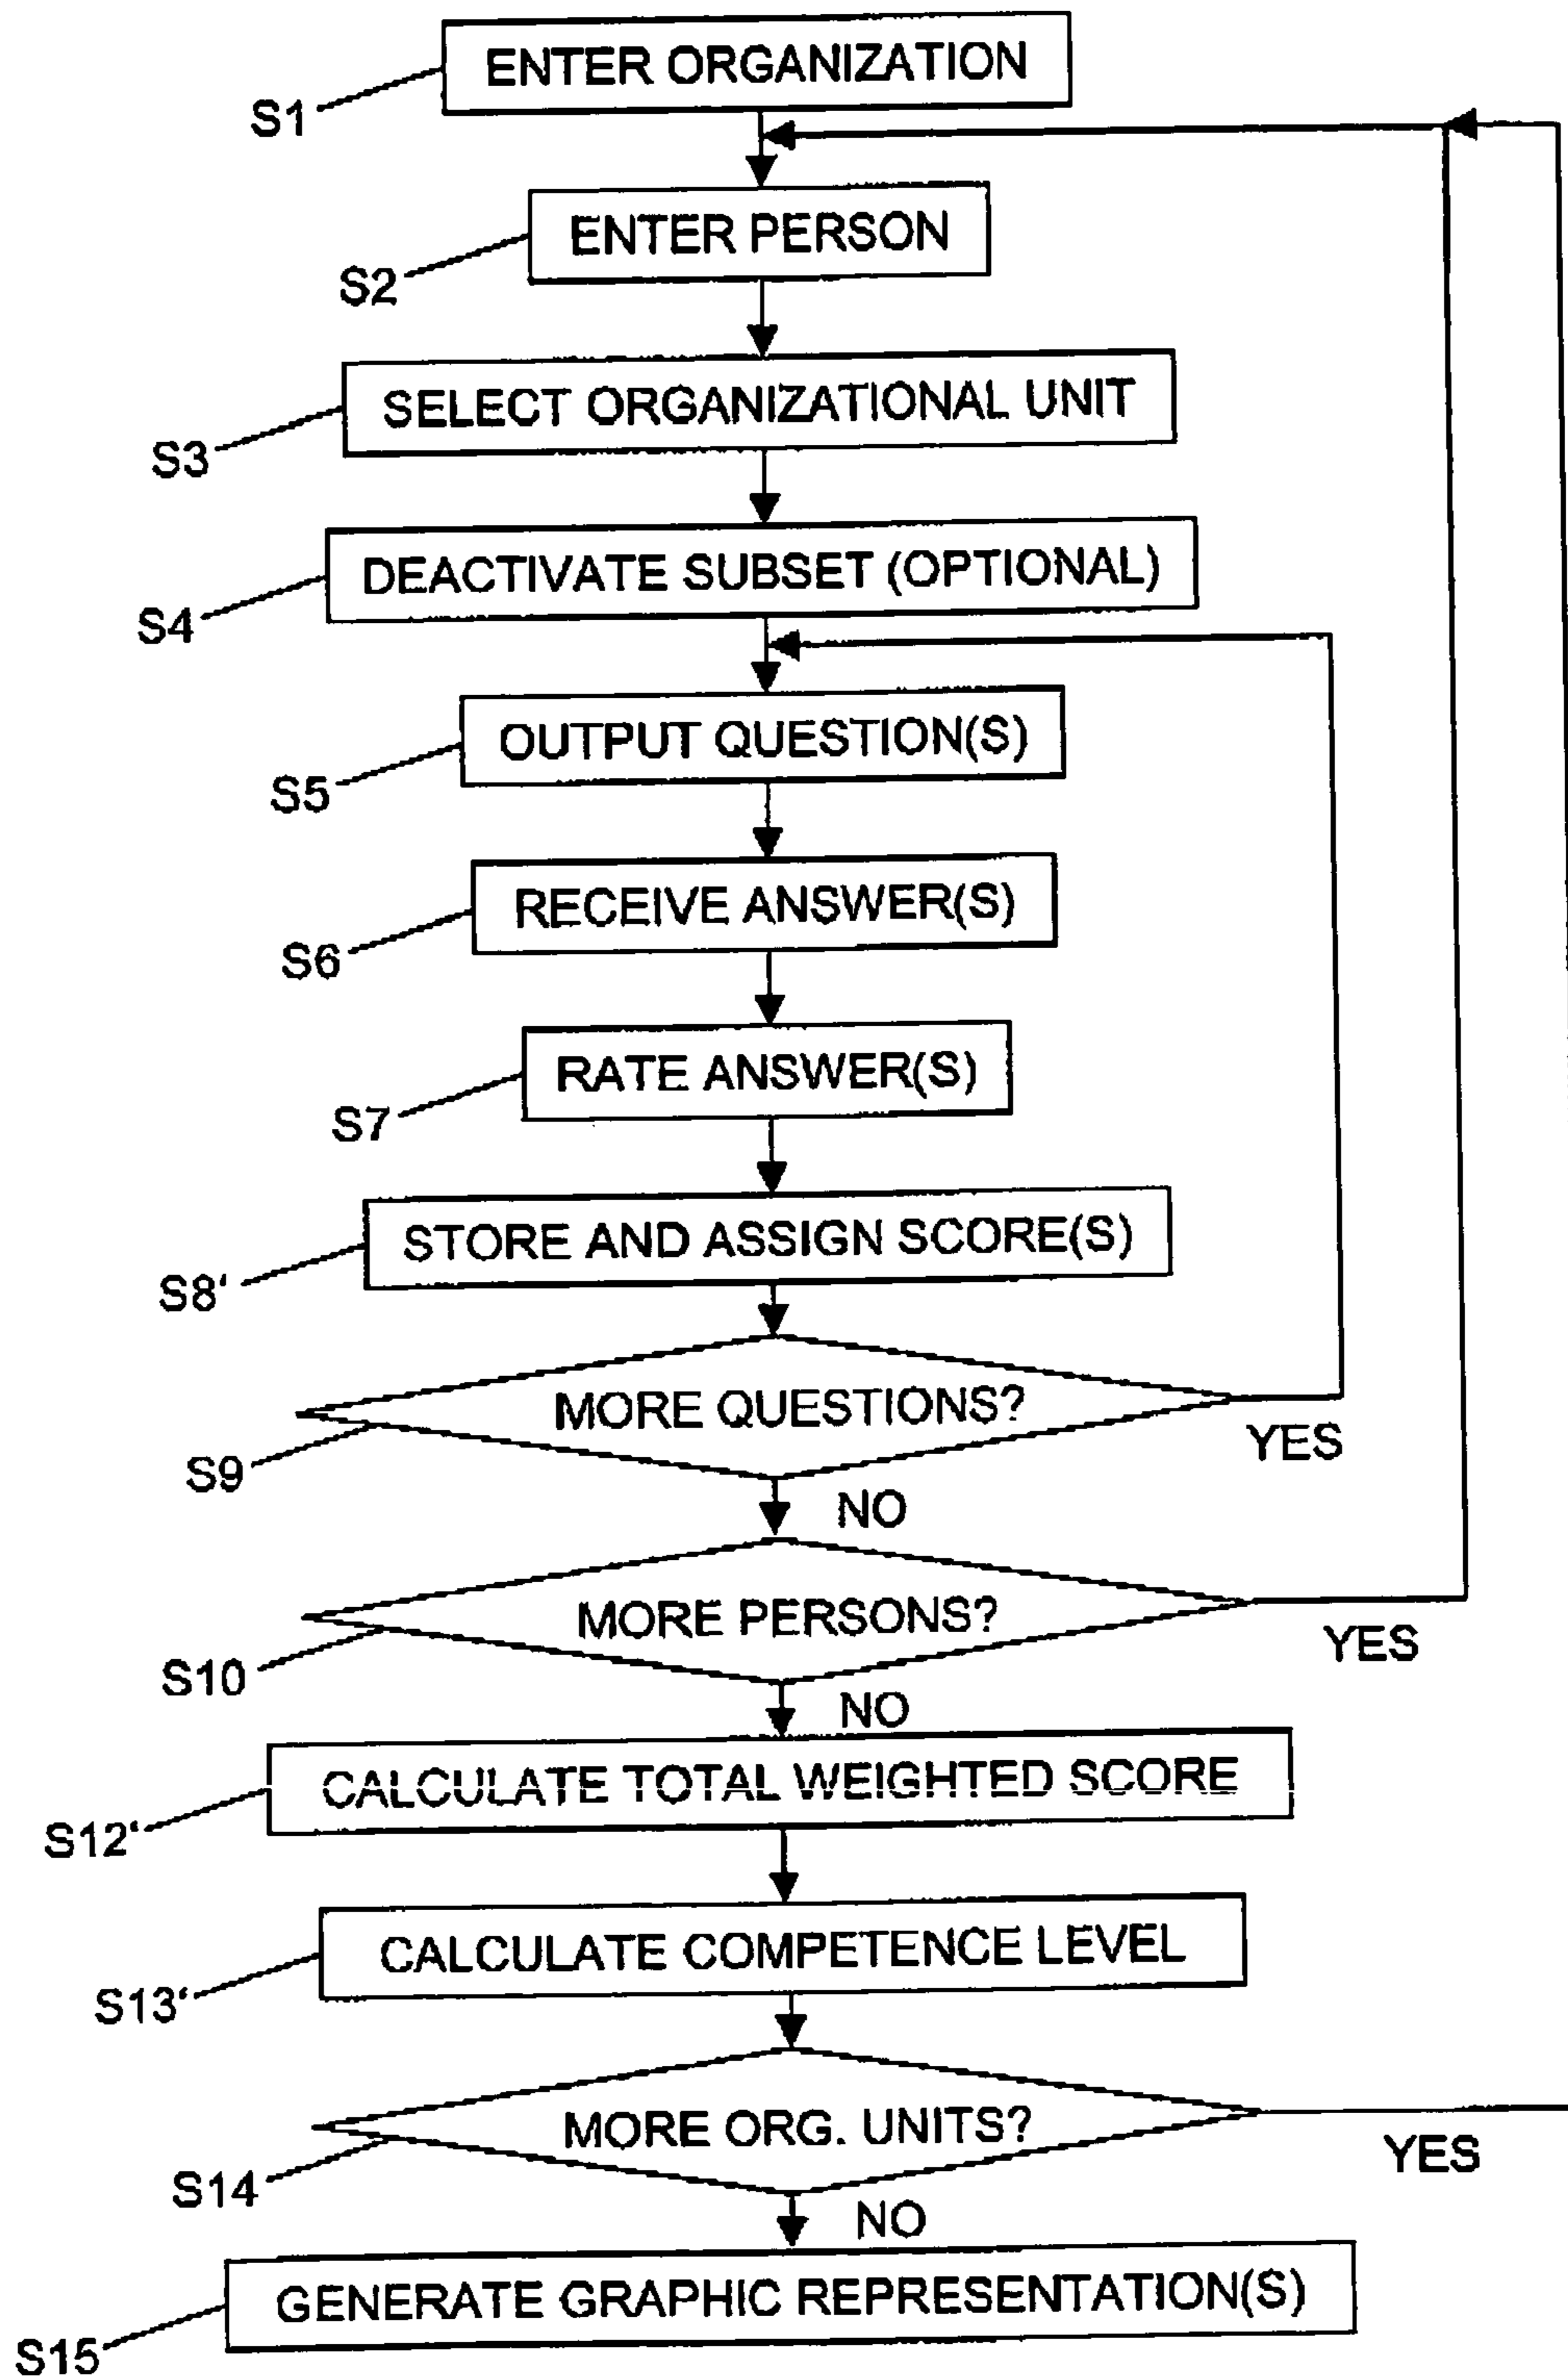 ENTER ORGANIZATION
S1
ENTER PERSON
S2
SELECT ORGANIZATIONAL UNIT
S3
DEACTIVATE SUBSET (OPTIONAL)
S4
OUTPUT QUESTION(S)
S5
RECEIVE ANSWER(S)
S6
RATE ANSWER(S)
S7
STORE AND ASSIGN SCORE(S)
S8'
MORE QUESTIONS?
YES
S9
NO
MORE PERSONS?
YES
S10
NO
CALCULATE TOTAL WEIGHTED SCORE
S12'
CALCULATE COMPETENCE LEVEL
S13'
MORE ORG. UNITS?
YES
S14
NO
GENERATE GRAPHIC REPRESENTATION(S)
S15